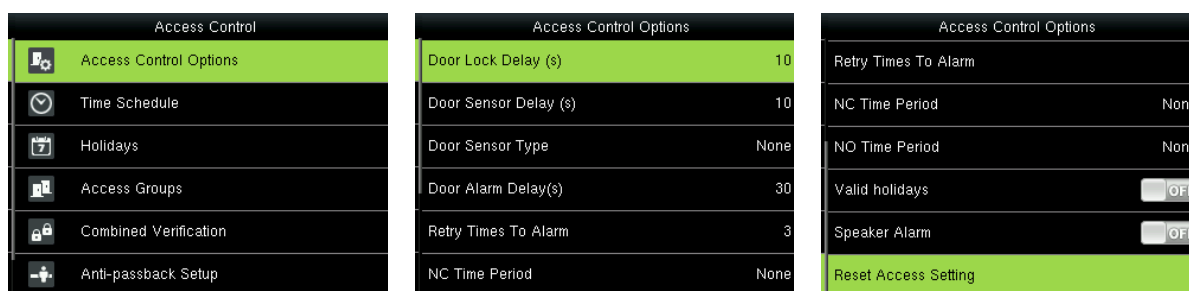 Access Control
Access Control Options
Time Schedule
7
Holidays
Access Groups
Combined Verification
Anti-passback Setup
Access Control Options
Door Lock Delay (s) 10
Door Sensor Delay (s) 10
Door Sensor Type None
Door Alarm Delay(s) 30
Retry Times To Alarm 3
NC Time Period None
Access Control Options
Retry Times To Alarm
NC Time Period Non
NO Time Period Non
Valid holidays OF
Speaker Alarm OF
Reset Access Setting